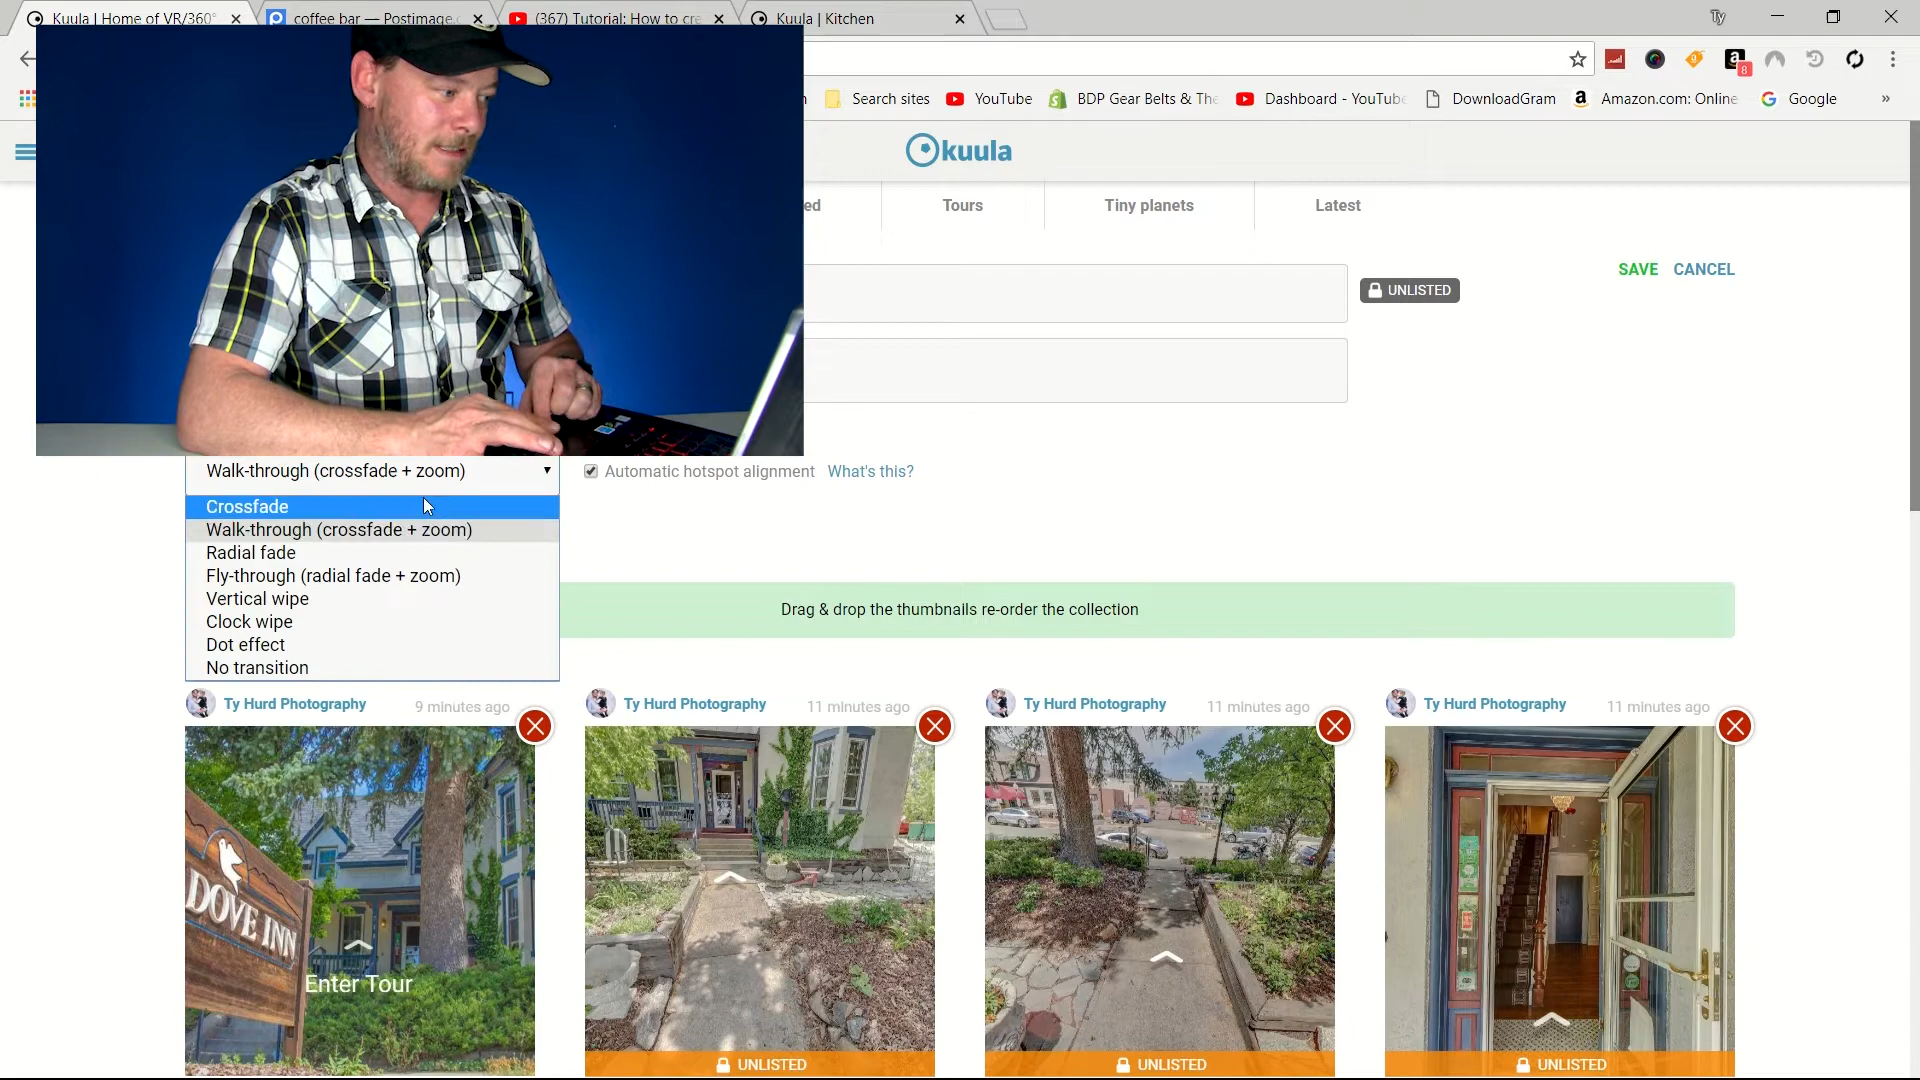 Kuula | Home of VR/360°
coffee bar — Postimage.
(367) Tutorial: How to cre
Kuula | Kitchen
Ty
8
Search sites
YouTube
BDP Gear Belts & The
Dashboard - YouTube
DownloadGram
Amazon.com: Online
Google
»
kuula
ed
Tours
Tiny planets
Latest
UNLISTED
SAVE
CANCEL
Walk-through (crossfade + zoom)
Automatic hotspot alignment
What's this?
Crossfade
Walk-through (crossfade + zoom)
Radial fade
Fly-through (radial fade + zoom)
Vertical wipe
Clock wipe
Dot effect
No transition
Drag & drop the thumbnails re-order the collection
Ty Hurd Photography
9 minutes ago
Ty Hurd Photography
11 minutes ago
Ty Hurd Photography
11 minutes ago
Ty Hurd Photography
11 minutes ago
DOVE INN
Enter Tour
UNLISTED
UNLISTED
UNLISTED